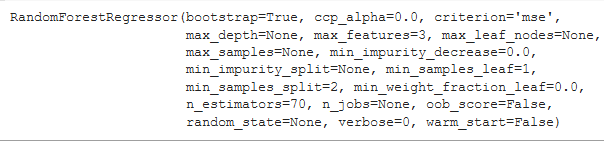 RandomForestRegressor(bootstrap=True, ccp_alpha=0.0, criterion='mse',
max_depth=None, max_features=3, max_leaf_nodes=None,
max_samples=None, min_impurity_decrease=0.0,
min_impurity_split=None, min_samples_leaf=1,
min_samples_split=2, min_weight_fraction_leaf=0.0,
n_estimators=70, n_jobs=None, oob_score=False,
random_state=None, verbose=0, warm_start=False)